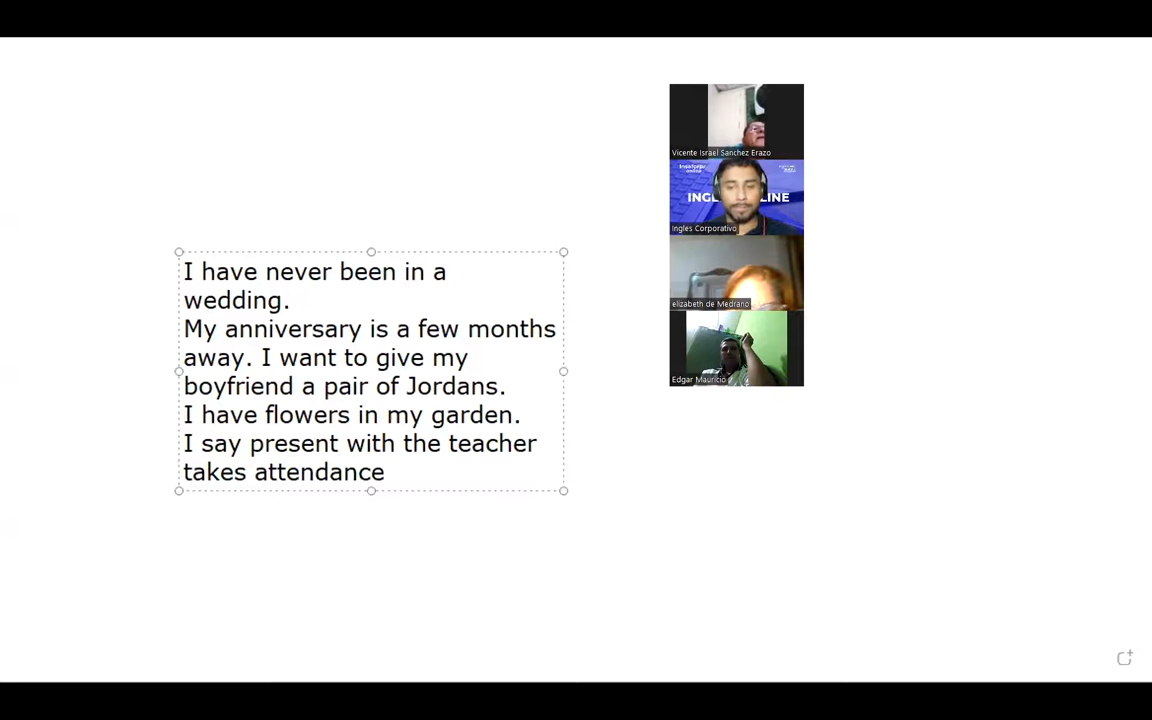 I have never been in a
wedding.
My anniversary is a few months
away. I want to give my
boyfriend a pair of Jordans.
I have flowers in my garden.
I say present with the teacher
takes attendance
Vicente Israel Sanchez Erazo
Ingles Corporativo
elizabeth de Medrano
Edgar Mauricio